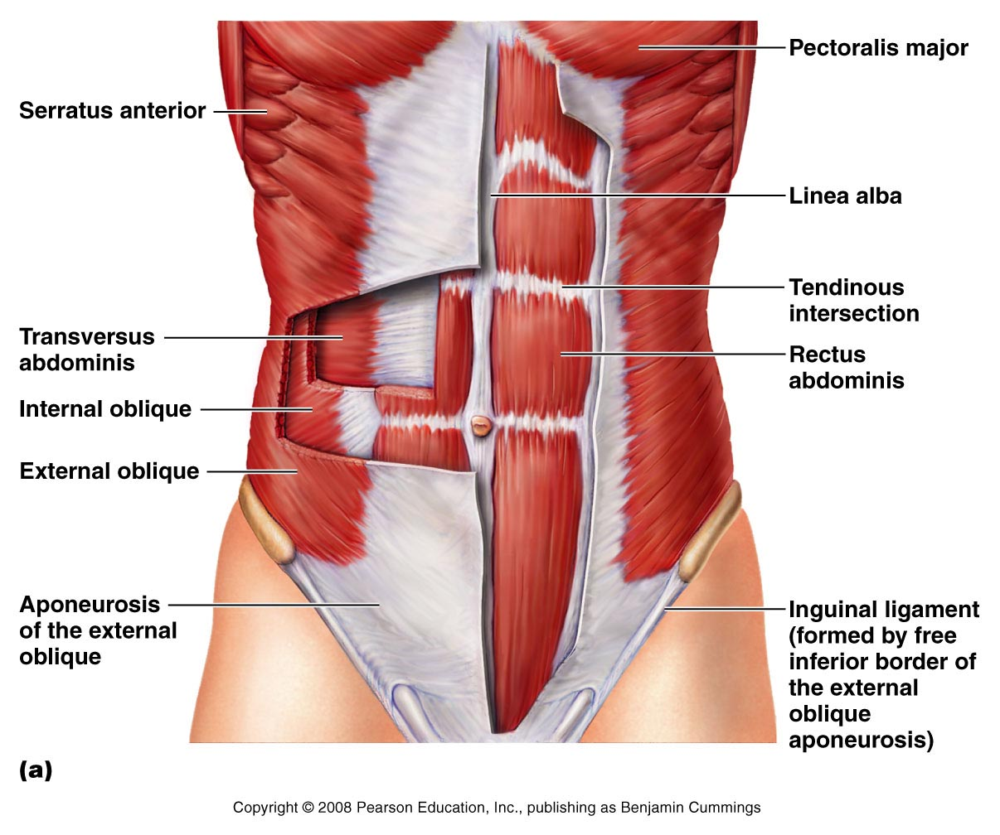 Pectoralis major
Serratus anterior
Linea alba
Tendinous
intersection
Transversus
abdominis
Rectus
abdominis
Internal oblique
External oblique
Aponeurosis
of the external
oblique
Inguinal ligament
(formed by free
inferior border of
the external
oblique
aponeurosis)
(a)
Copyright © 2008 Pearson Education, Inc., publishing as Benjamin Cummings